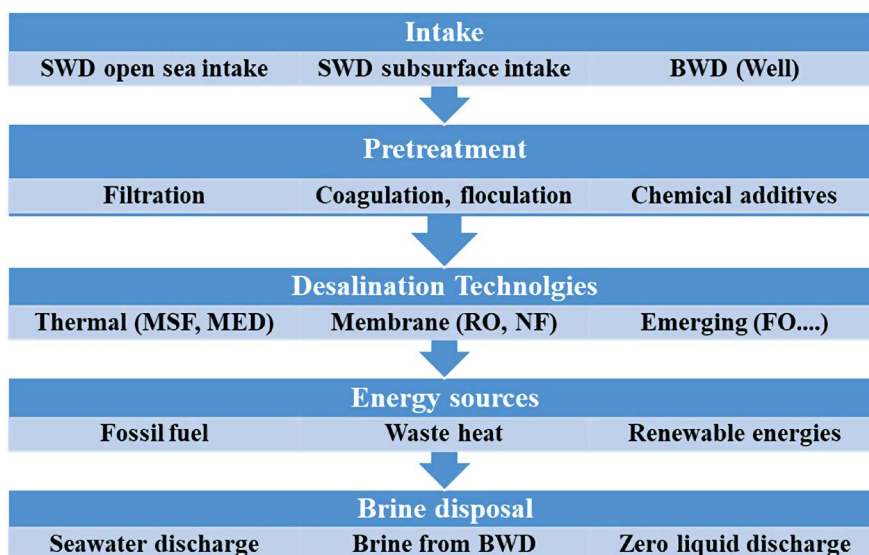 Intake
SWD open sea intake SWD subsurface intake BWD (Well)
Pretreatment
Filtration Coagulation, floculation Chemical additives
Desalination Technolgies
Thermal (MSF, MED) Membrane (RO, NF) Emerging (FO....)
Energy sources
Fossil fuel Waste heat Renewable energies
Brine disposal
Seawater discharge Brine from BWD Zero liquid discharge